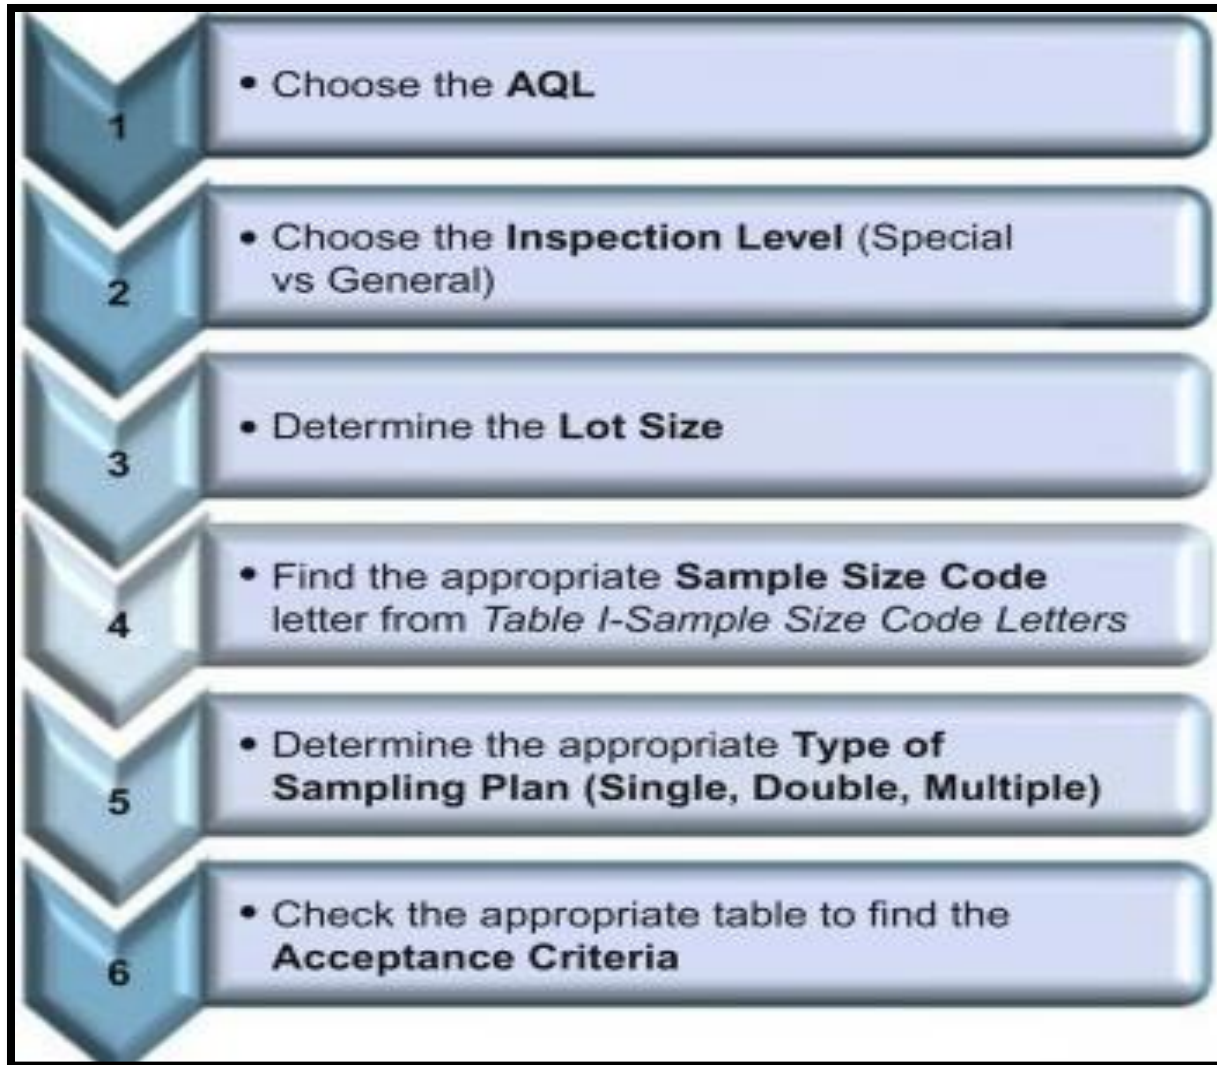 1
• Choose the AQL
2
• Choose the Inspection Level (Special
vs General)
3
• Determine the Lot Size
4
• Find the appropriate Sample Size Code
letter from Table I-Sample Size Code Letters
5
• Determine the appropriate Type of
Sampling Plan (Single, Double, Multiple)
6
• Check the appropriate table to find the
Acceptance Criteria